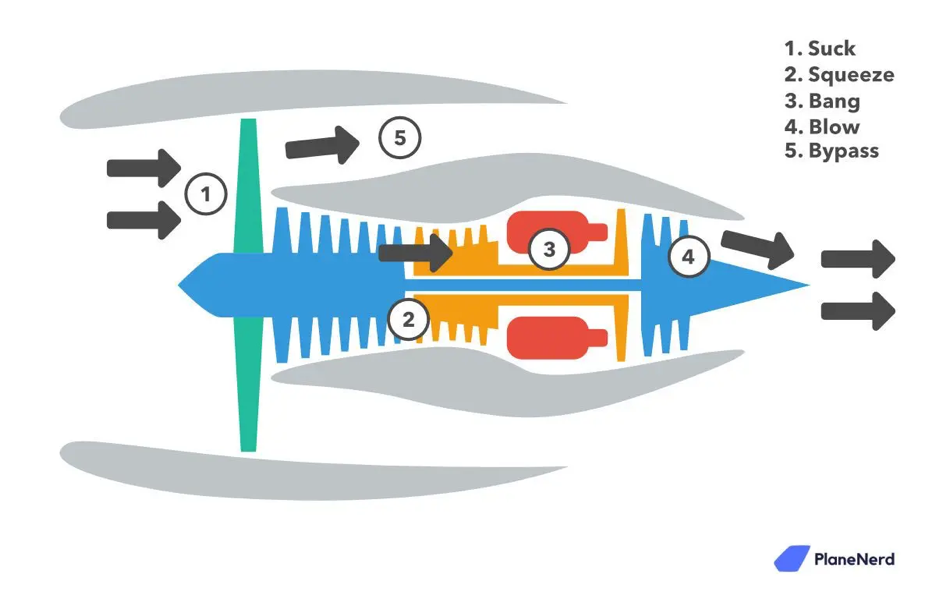 1. Suck
2. Squeeze
3. Bang
4. Blow
5. Bypass
5
1
3
4
2
PlaneNerd